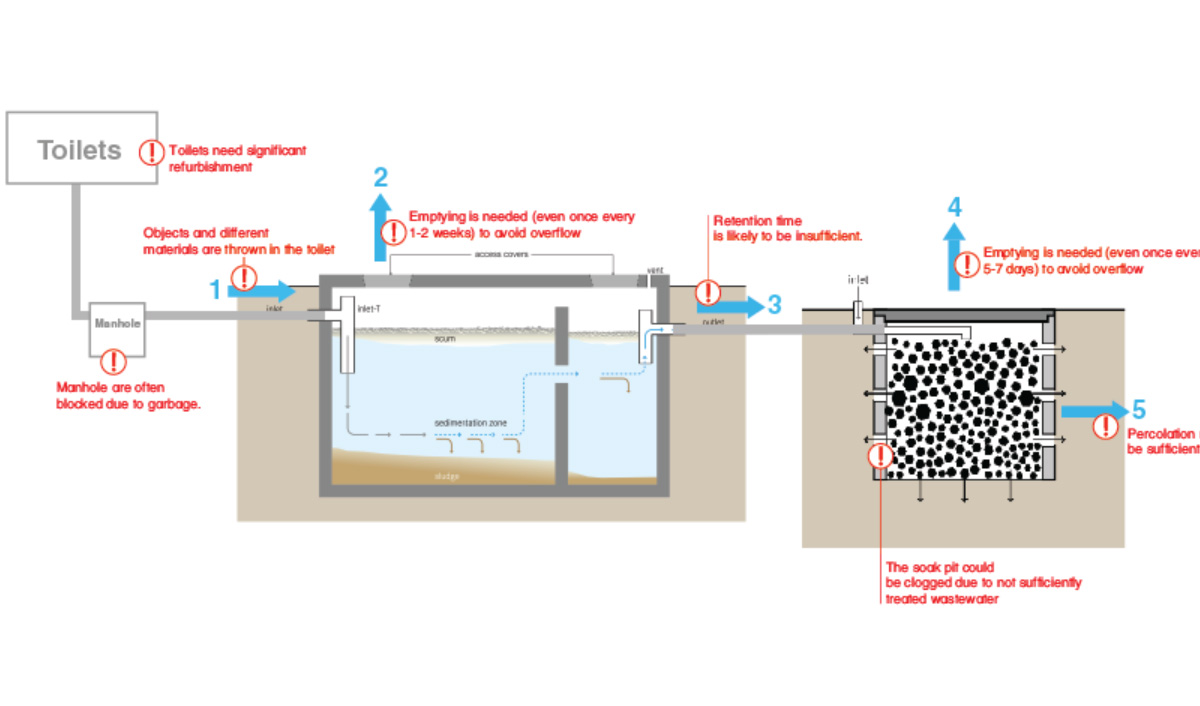 Toilets
Toilets need significant
refurbishment
Objects and different
materials are thrown in the toilet
1
inlet
Manhole
Manhole are often
blocked due to garbage.
2
Emptying is needed (even once every
1-2 weeks) to avoid overflow
access covers
vent
inlet-T
scum
sedimentation zone
sludge
Retention time
is likely to be insufficient.
3
outlet
inlet
4
Emptying is needed (even once ever
5-7 days) to avoid overflow
5
Percolation
be sufficient
The soak pit could
be clogged due to not sufficiently
treated wastewater